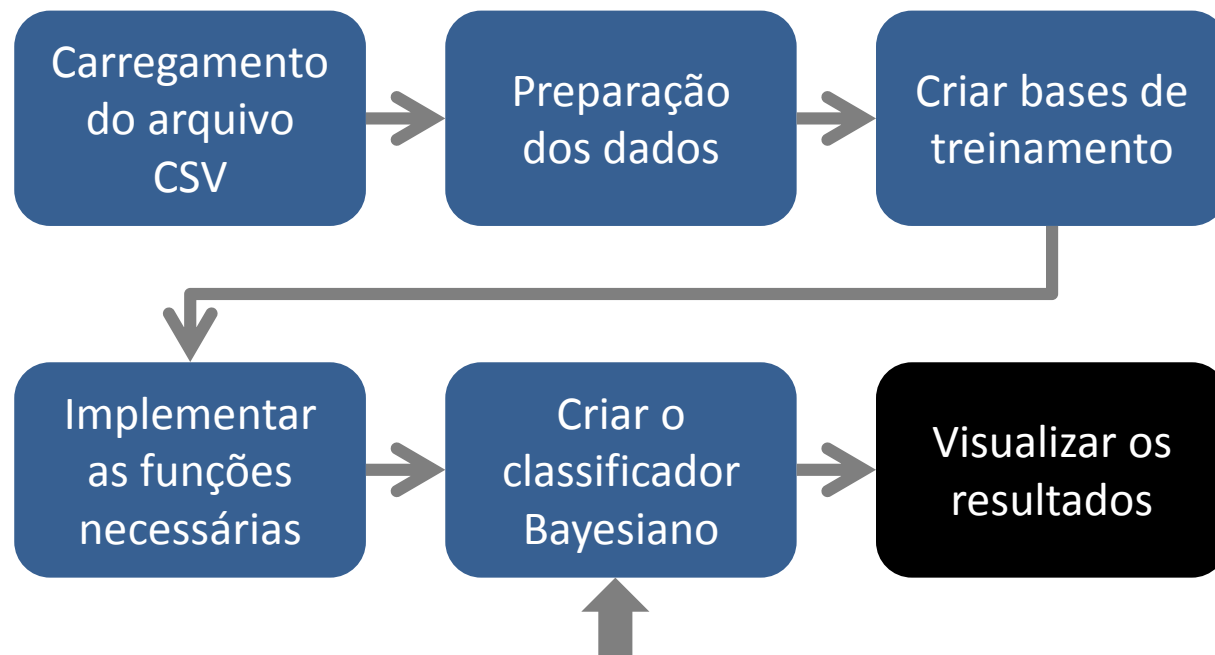 Carregamento
do arquivo
CSV
Preparação
dos dados
Criar bases de
treinamento
Implementar
as funções
necessárias
Criar o
classificador
Bayesiano
Visualizar os
resultados